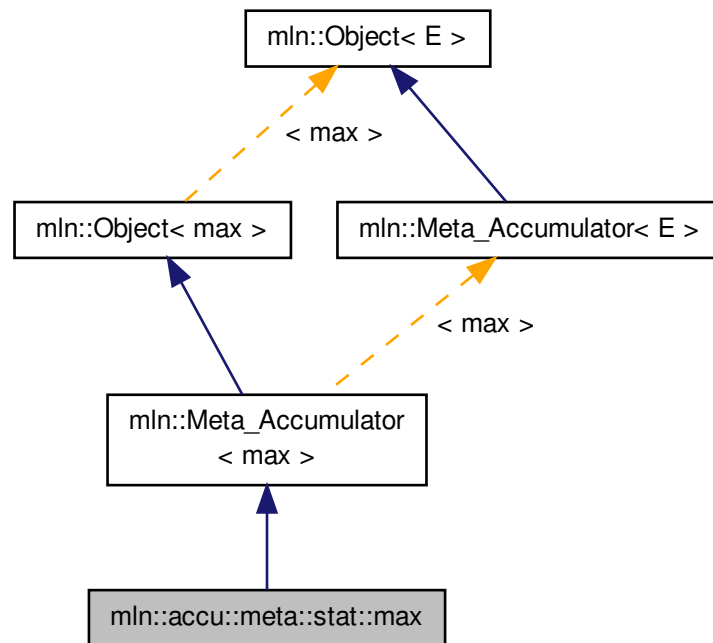 mln::Object< E >
< max >
mln::Object< max >
mln::Meta_Accumulator< E >
< max >
mln::Meta_Accumulator
< max >
mln::accu::meta::stat::max